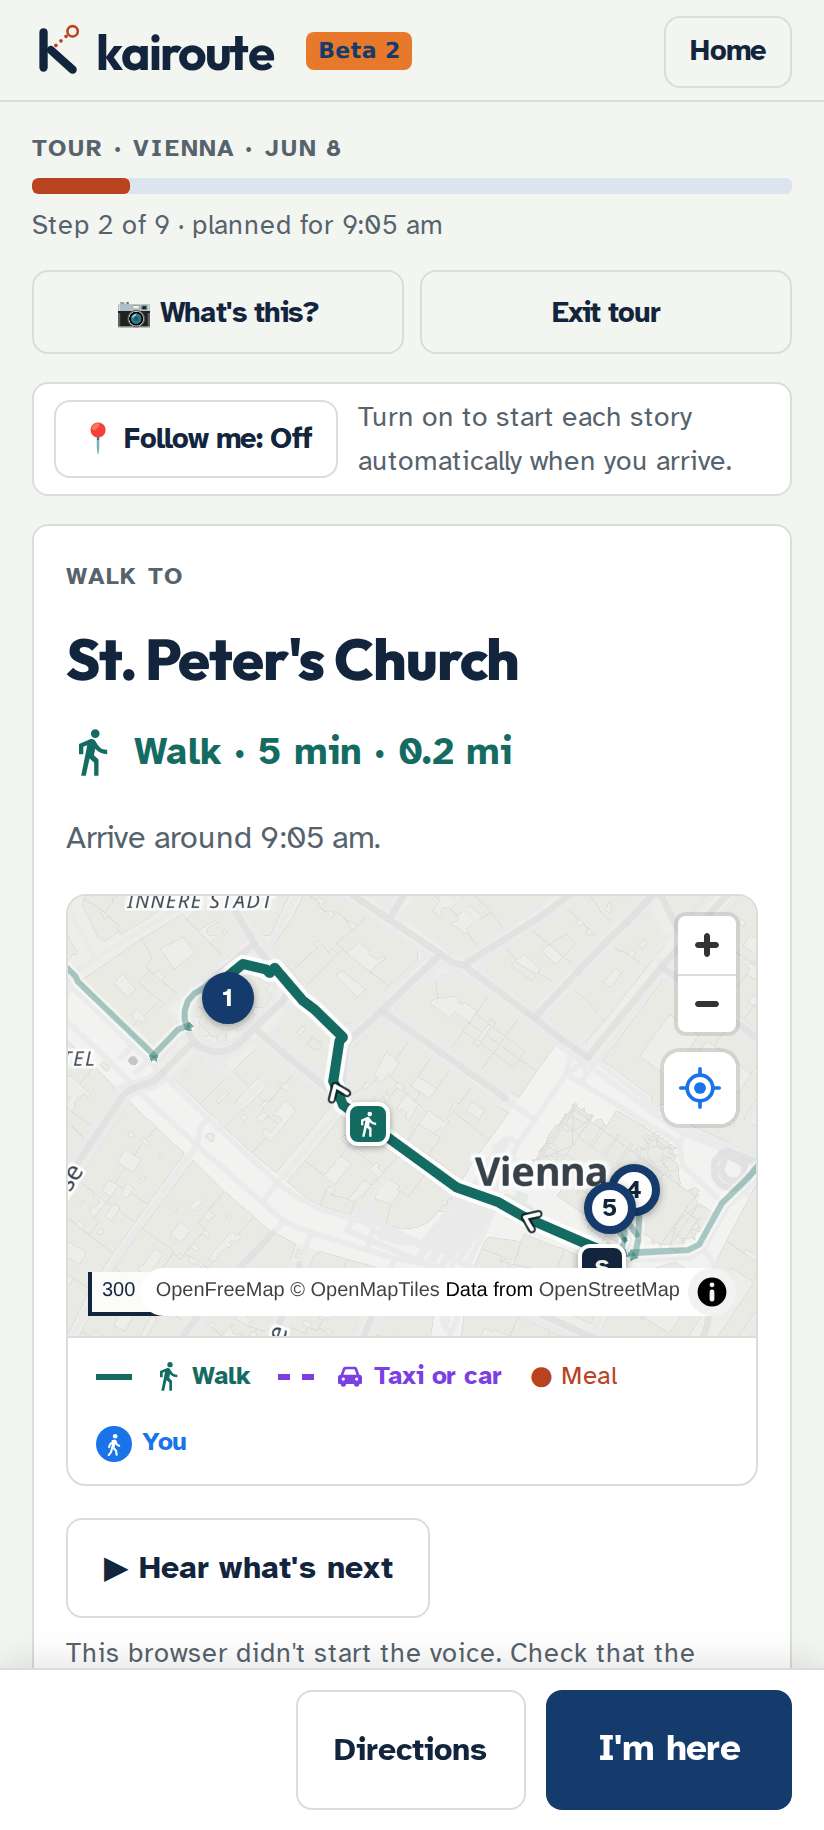 kairoute
Beta 2
Home
TOUR · VIENNA · JUN 8
Step 2 of 9 · planned for 9:05 am
What's this?
Exit tour
Follow me: Off
Turn on to start each story
automatically when you arrive.
WALK TO
St. Peter's Church
Walk · 5 min · 0.2 mi
Arrive around 9:05 am.
INNERE STADT
1
TEL
Vienna
4
5
S
300
OpenFreeMap © OpenMapTiles Data from OpenStreetMap
Walk
Taxi or car
Meal
You
▶ Hear what's next
This browser didn't start the voice. Check that the
Directions
I'm here